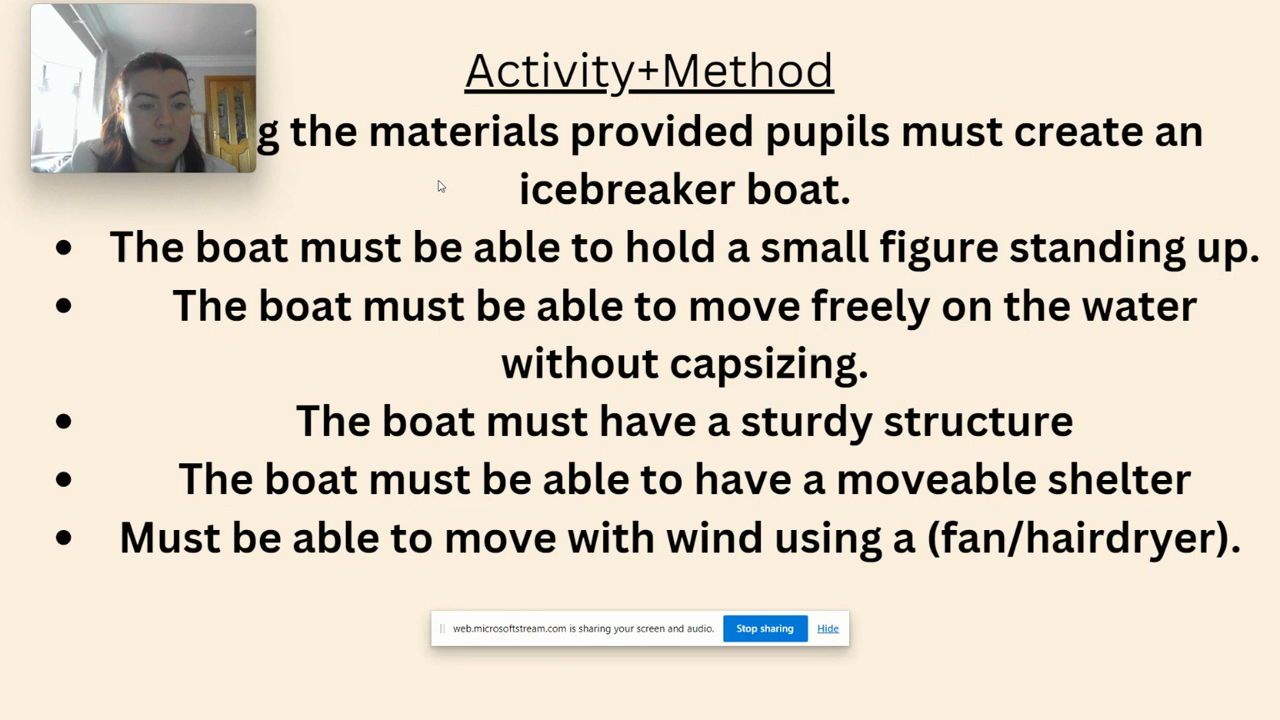 Activity+Method
g the materials provided pupils must create an
icebreaker boat.
• The boat must be able to hold a small figure standing up.
• The boat must be able to move freely on the water
without capsizing.
• The boat must have a sturdy structure
• The boat must be able to have a moveable shelter
• Must be able to move with wind using a (fan/hairdryer).
web.microsoftstream.com is sharing your screen and audio. Stop sharing Hide